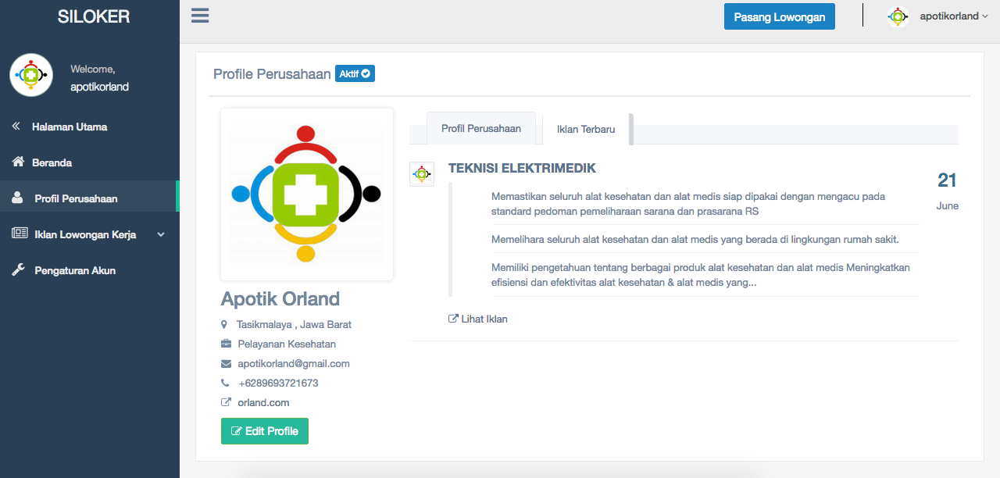 SILOKER
Pasang Lowongan
apotikorland
Welcome,
apotikorland
Halaman Utama
Beranda
Profil Perusahaan
Iklan Lowongan Kerja
Pengaturan Akun
Profile Perusahaan Aktif
Apotik Orland
Tasikmalaya , Jawa Barat
Pelayanan Kesehatan
apotikorland@gmail.com
+6289693721673
orland.com
Edit Profile
Profil Perusahaan
Iklan Terbaru
TEKNISI ELEKTRIMEDIK
21
June
Memastikan seluruh alat kesehatan dan alat medis siap dipakai dengan mengacu pada
standard pedoman pemeliharaan sarana dan prasarana RS
Memelihara seluruh alat kesehatan dan alat medis yang berada di lingkungan rumah sakit.
Memiliki pengetahuan tentang berbagai produk alat kesehatan dan alat medis Meningkatkan
efisiensi dan efektivitas alat kesehatan & alat medis yang...
Lihat Iklan